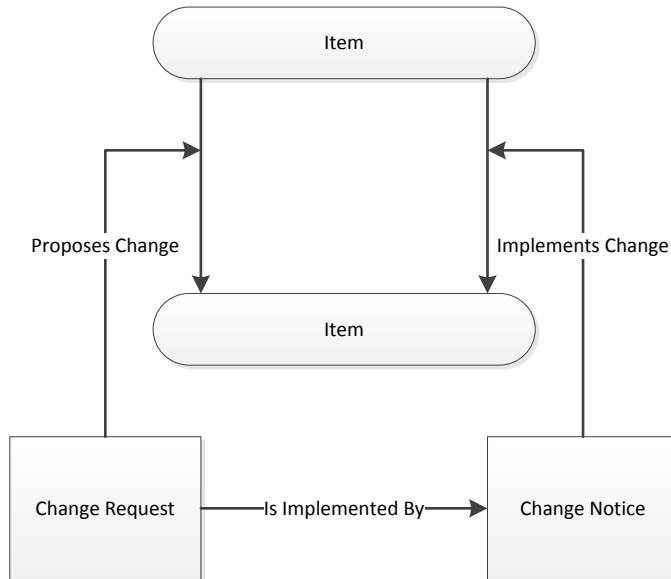 Item
Proposes Change
Implements Change
Item
Change Request
Is Implemented By
Change Notice